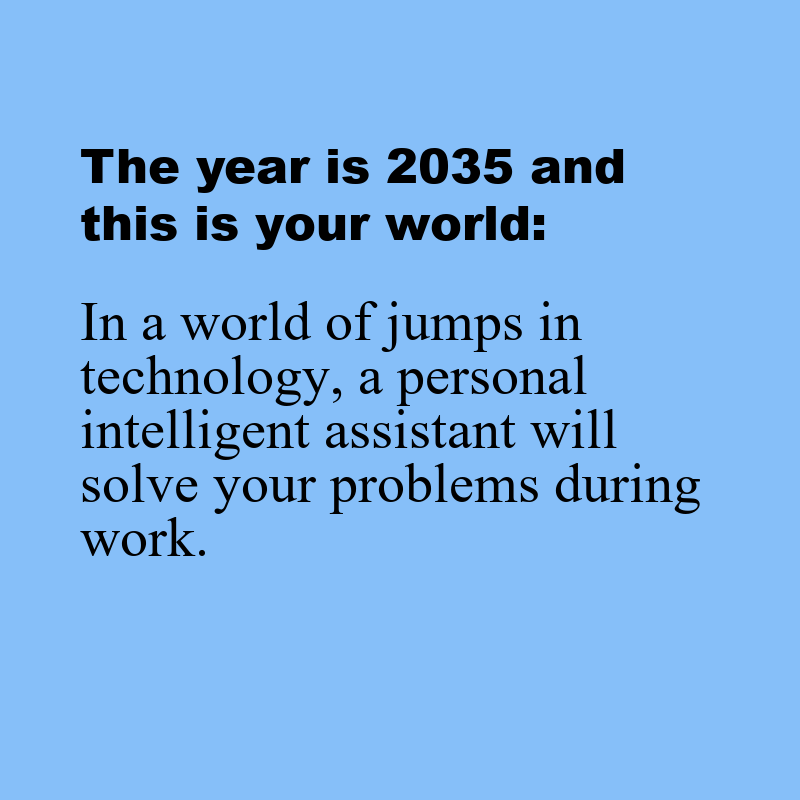 The year is 2035 and
this is your world:
In a world of jumps in
technology, a personal
intelligent assistant will
solve your problems during
work.